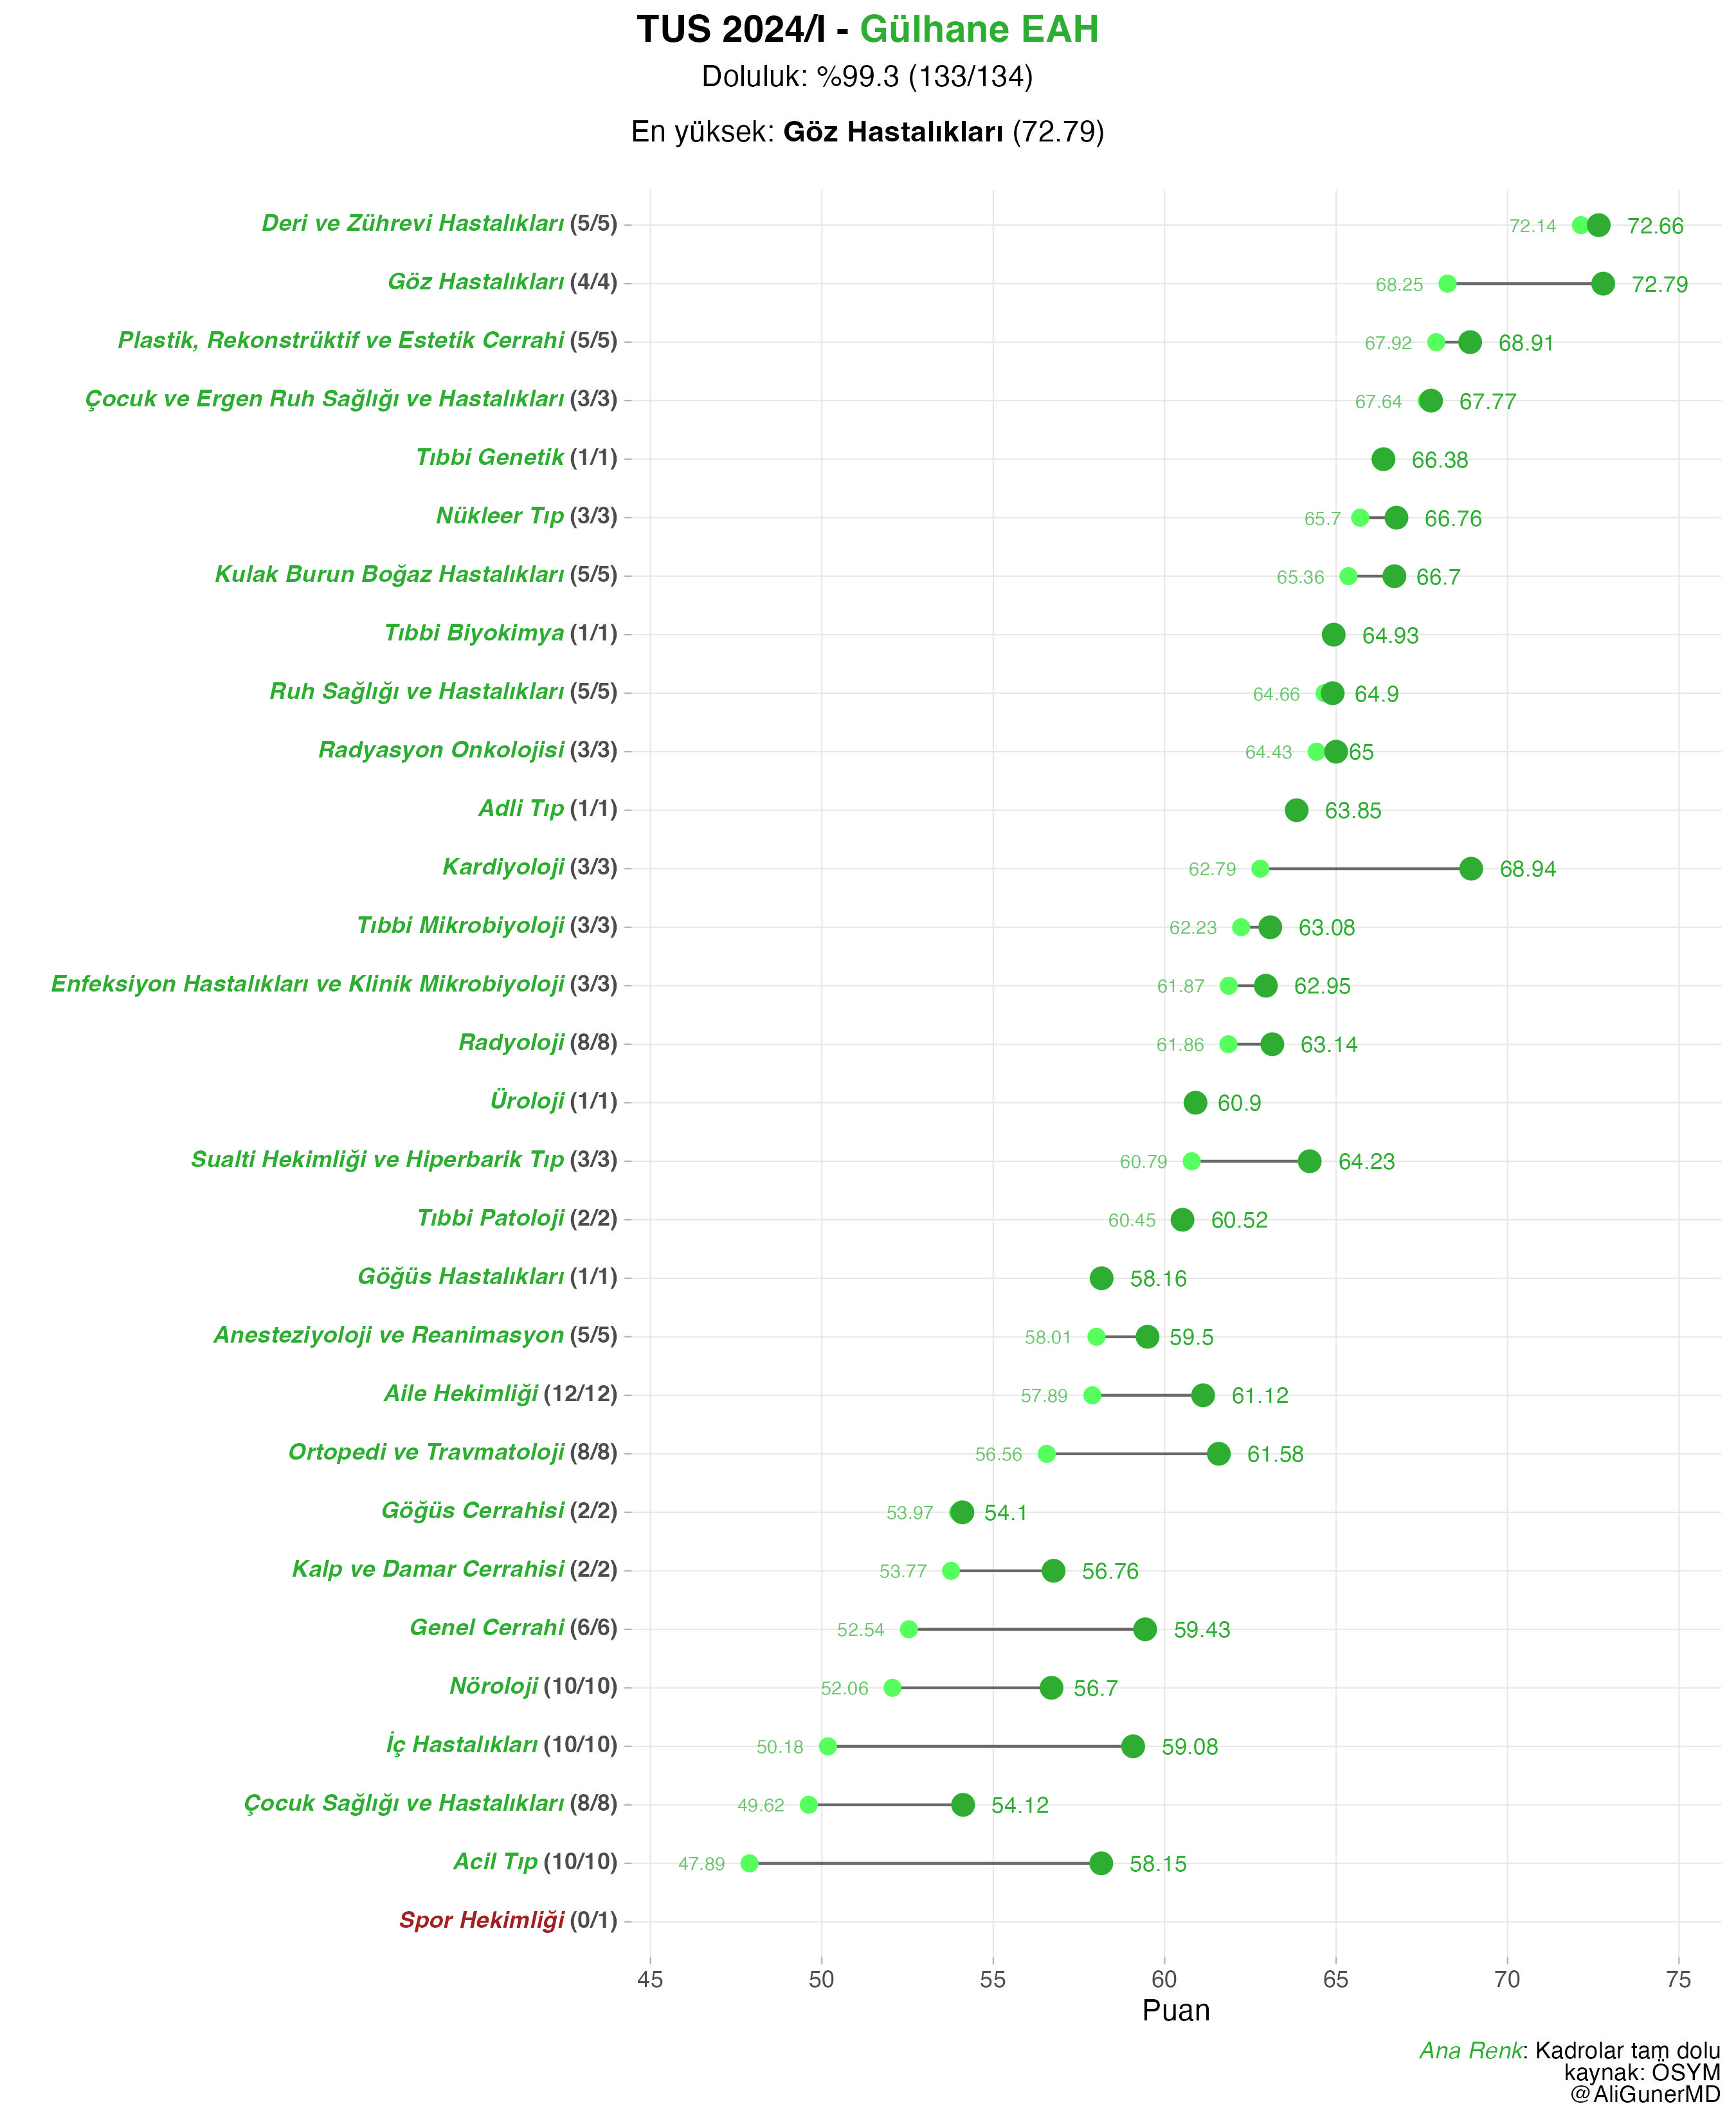 TUS 2024/I - Gülhane EAH
Doluluk: %99.3 (133/134)
En yüksek: Göz Hastalıkları (72.79)
Deri ve Zührevi Hastalıkları (5/5) 72.14 72.66
Göz Hastalıkları (4/4) 68.25 72.79
Plastik, Rekonstrüktif ve Estetik Cerrahi (5/5) 67.92 68.91
Çocuk ve Ergen Ruh Sağlığı ve Hastalıkları (3/3) 67.64 67.77
Tıbbi Genetik (1/1) 66.38
Nükleer Tıp (3/3) 65.7 66.76
Kulak Burun Boğaz Hastalıkları (5/5) 65.36 66.7
Tıbbi Biyokimya (1/1) 64.93
Ruh Sağlığı ve Hastalıkları (5/5) 64.66 64.9
Radyasyon Onkolojisi (3/3) 64.43 65
Adli Tıp (1/1) 63.85
Kardiyoloji (3/3) 62.79 68.94
Tıbbi Mikrobiyoloji (3/3) 62.23 63.08
Enfeksiyon Hastalıkları ve Klinik Mikrobiyoloji (3/3) 61.87 62.95
Radyoloji (8/8) 61.86 63.14
Üroloji (1/1) 60.9
Sualti Hekimliği ve Hiperbarik Tıp (3/3) 60.79 64.23
Tıbbi Patoloji (2/2) 60.45 60.52
Göğüs Hastalıkları (1/1) 58.16
Anesteziyoloji ve Reanimasyon (5/5) 58.01 59.5
Aile Hekimliği (12/12) 57.89 61.12
Ortopedi ve Travmatoloji (8/8) 56.56 61.58
Göğüs Cerrahisi (2/2) 53.97 54.1
Kalp ve Damar Cerrahisi (2/2) 53.77 56.76
Genel Cerrahi (6/6) 52.54 59.43
Nöroloji (10/10) 52.06 56.7
İç Hastalıkları (10/10) 50.18 59.08
Çocuk Sağlığı ve Hastalıkları (8/8) 49.62 54.12
Acil Tıp (10/10) 47.89 58.15
Spor Hekimliği (0/1)
45 50 55 60 65 70 75
Puan
Ana Renk: Kadrolar tam dolu
kaynak: ÖSYM
@AliGunerMD